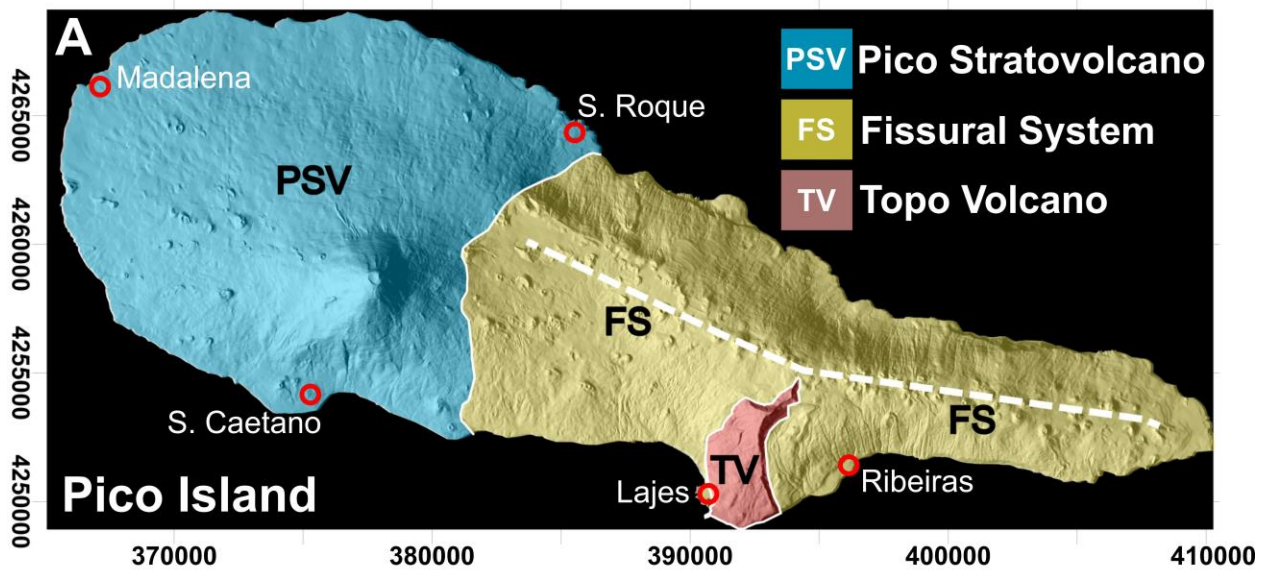 A
PSV Pico Stratovolcano
Madalena
S. Roque
FS Fissural System
PSV
TV Topo Volcano
FS
S. Caetano
FS
TV
Lajes
Ribeiras
Pico Island
4265000
4260000
4255000
4250000
370000 380000 390000 400000 410000